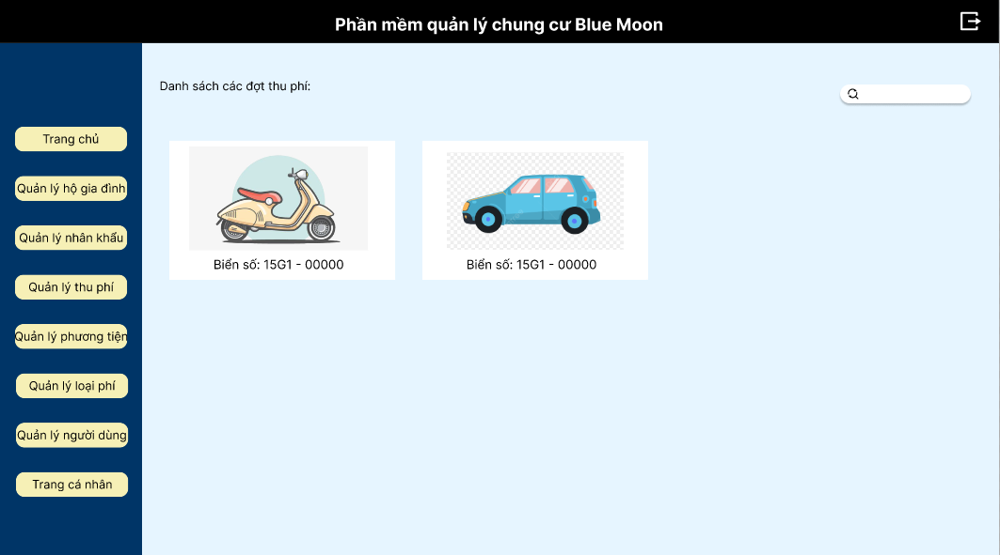 Phần mềm quản lý chung cư Blue Moon
Danh sách các đợt thu phí:
Trang chủ
Quản lý hộ gia đình
Quản lý nhân khẩu
Quản lý thu phí
Quản lý phương tiện
Quản lý loại phí
Quản lý người dùng
Trang cá nhân
Biển số: 15G1 - 00000
Biển số: 15G1 - 00000